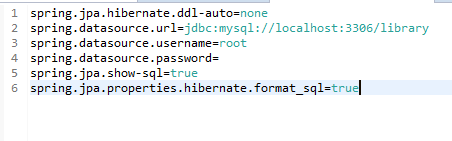 1 spring.jpa.hibernate.ddl-auto=none
2 spring.datasource.url=jdbc:mysql://localhost:3306/library
3 spring.datasource.username=root
4 spring.datasource.password=
5 spring.jpa.show-sql=true
6 spring.jpa.properties.hibernate.format_sql=true